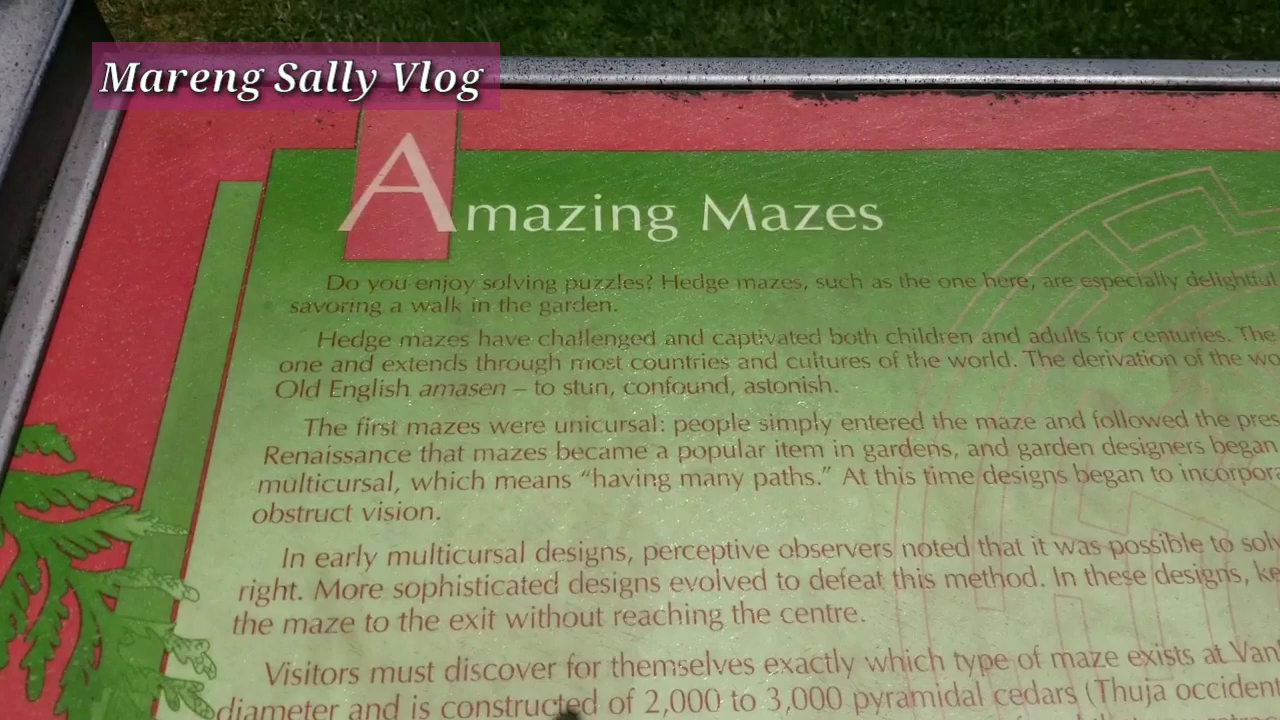 Mareng Sally Vlog
Amazing Mazes
Do you enjoy solving puzzles? Hedge mazes, such as the one here, are especially delightful
savoring a walk in the garden.
Hedge mazes have challenged and captivated both children and adults for centuries. The
one and extends through most countries and cultures of the world. The derivation of the wo
Old English amasen – to stun, confound, astonish.
The first mazes were unicursal: people simply entered the maze and followed the pres
Renaissance that mazes became a popular item in gardens, and garden designers began
multicursal, which means “having many paths.” At this time designs began to incorpor
obstruct vision.
In early multicursal designs, perceptive observers noted that it was possible to solv
right. More sophisticated designs evolved to defeat this method. In these designs, ke
the maze to the exit without reaching the centre.
Visitors must discover for themselves exactly which type of maze exists at Van
diameter and is constructed of 2,000 to 3,000 pyramidal cedars (Thuja occident